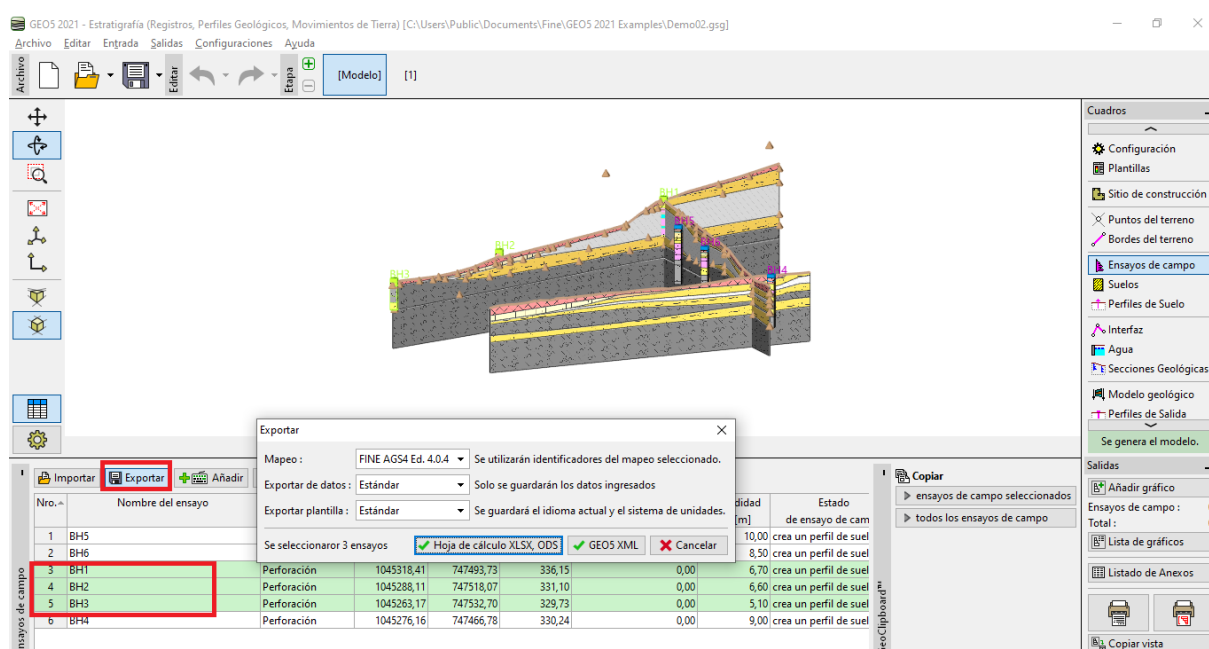 GEO5 2021 - Estratigrafía (Registros, Perfiles Geológicos, Movimientos de Tierra) [C:\Users\Public\Documents\Fine\GEO5 2021 Examples\Demo02.gsg]
Archivo Editar Entrada Salidas Configuraciones Ayuda
Archivo
Editar
Etapa
[Modelo] [1]
BH1
BH5
BH6
BH2
BH3
BH4
Cuadros
Configuración
Plantillas
Sitio de construcción
Puntos del terreno
Bordes del terreno
Ensayos de campo
Suelos
Perfiles de Suelo
Interfaz
Agua
Secciones Geológicas
Modelo geológico
Perfiles de Salida
Se genera el modelo.
Salidas
Añadir gráfico
Ensayos de campo :
Total :
Lista de gráficos
Listado de Anexos
Copiar vista
Exportar
Mapeo : FINE AGS4 Ed. 4.0.4 Se utilizarán identificadores del mapeo seleccionado.
Exportar de datos : Estándar Solo se guardarán los datos ingresados
Exportar plantilla : Estándar Se guardará el idioma actual y el sistema de unidades.
Se seleccionaror 3 ensayos Hoja de cálculo XLSX, ODS GEO5 XML Cancelar
Importar Exportar Añadir
Nro. Nombre del ensayo didad Estado
[m] de ensayo de cam
1 BH5 10,00 crea un perfil de suel
2 BH6 8,50 crea un perfil de suel
3 BH1 Perforación 1045318,41 747493,73 336,15 0,00 6,70 crea un perfil de suel
4 BH2 Perforación 1045288,11 747518,07 331,10 0,00 6,60 crea un perfil de suel
5 BH3 Perforación 1045263,17 747532,70 329,73 0,00 5,10 crea un perfil de suel
6 BH4 Perforación 1045276,16 747466,78 330,24 0,00 9,00 crea un perfil de suel
nsayos de campo
Copiar
ensayos de campo seleccionados
todos los ensayos de campo
eoClipboard™